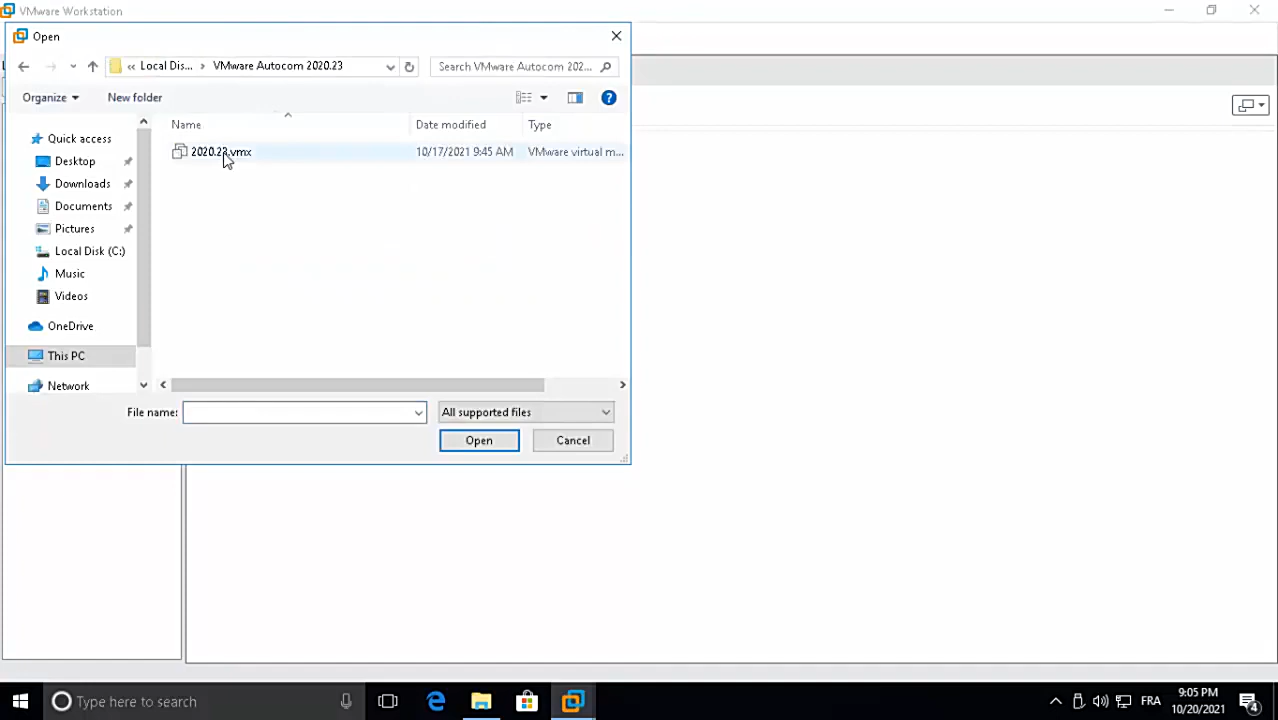 VMware Workstation
Open
« Local Dis... › VMware Autocom 2020.23
Search VMware Autocom 202...
Organize
New folder
Name
Date modified
Type
Quick access
2020.23.vmx
10/17/2021 9:45 AM
VMware virtual m...
Desktop
Downloads
Documents
Pictures
Local Disk (C:)
Music
Videos
OneDrive
This PC
Network
File name:
All supported files
Open
Cancel
Type here to search
FRA
9:05 PM
10/20/2021
4